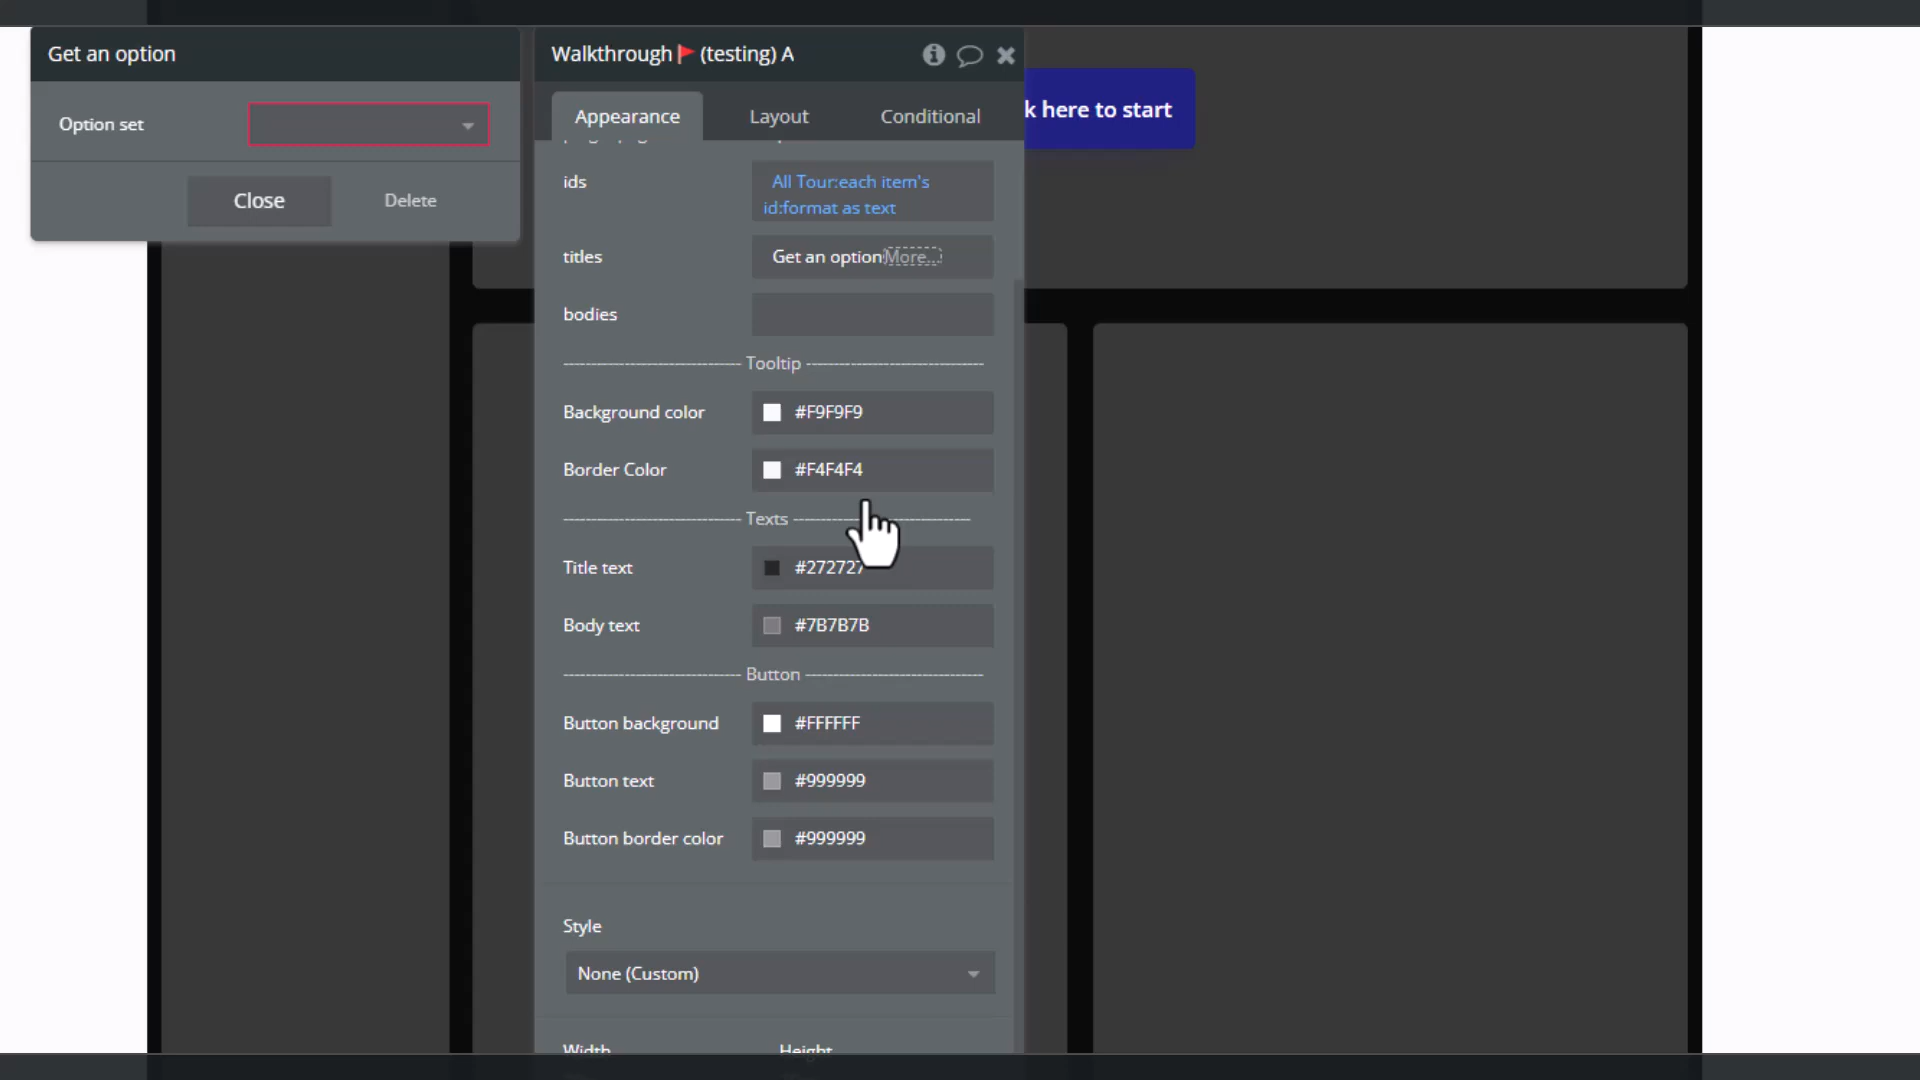 Get an option
Option set
Close
Delete
Walkthrough (testing) A
Appearance
Layout
Conditional
ids
All Tour:each item's
id:format as text
titles
Get an option More...
bodies
Tooltip
Background color
#F9F9F9
Border Color
#F4F4F4
Texts
Title text
#272727
Body text
#7B7B7B
Button
Button background
#FFFFFF
Button text
#999999
Button border color
#999999
Style
None (Custom)
Width
Height
k here to start